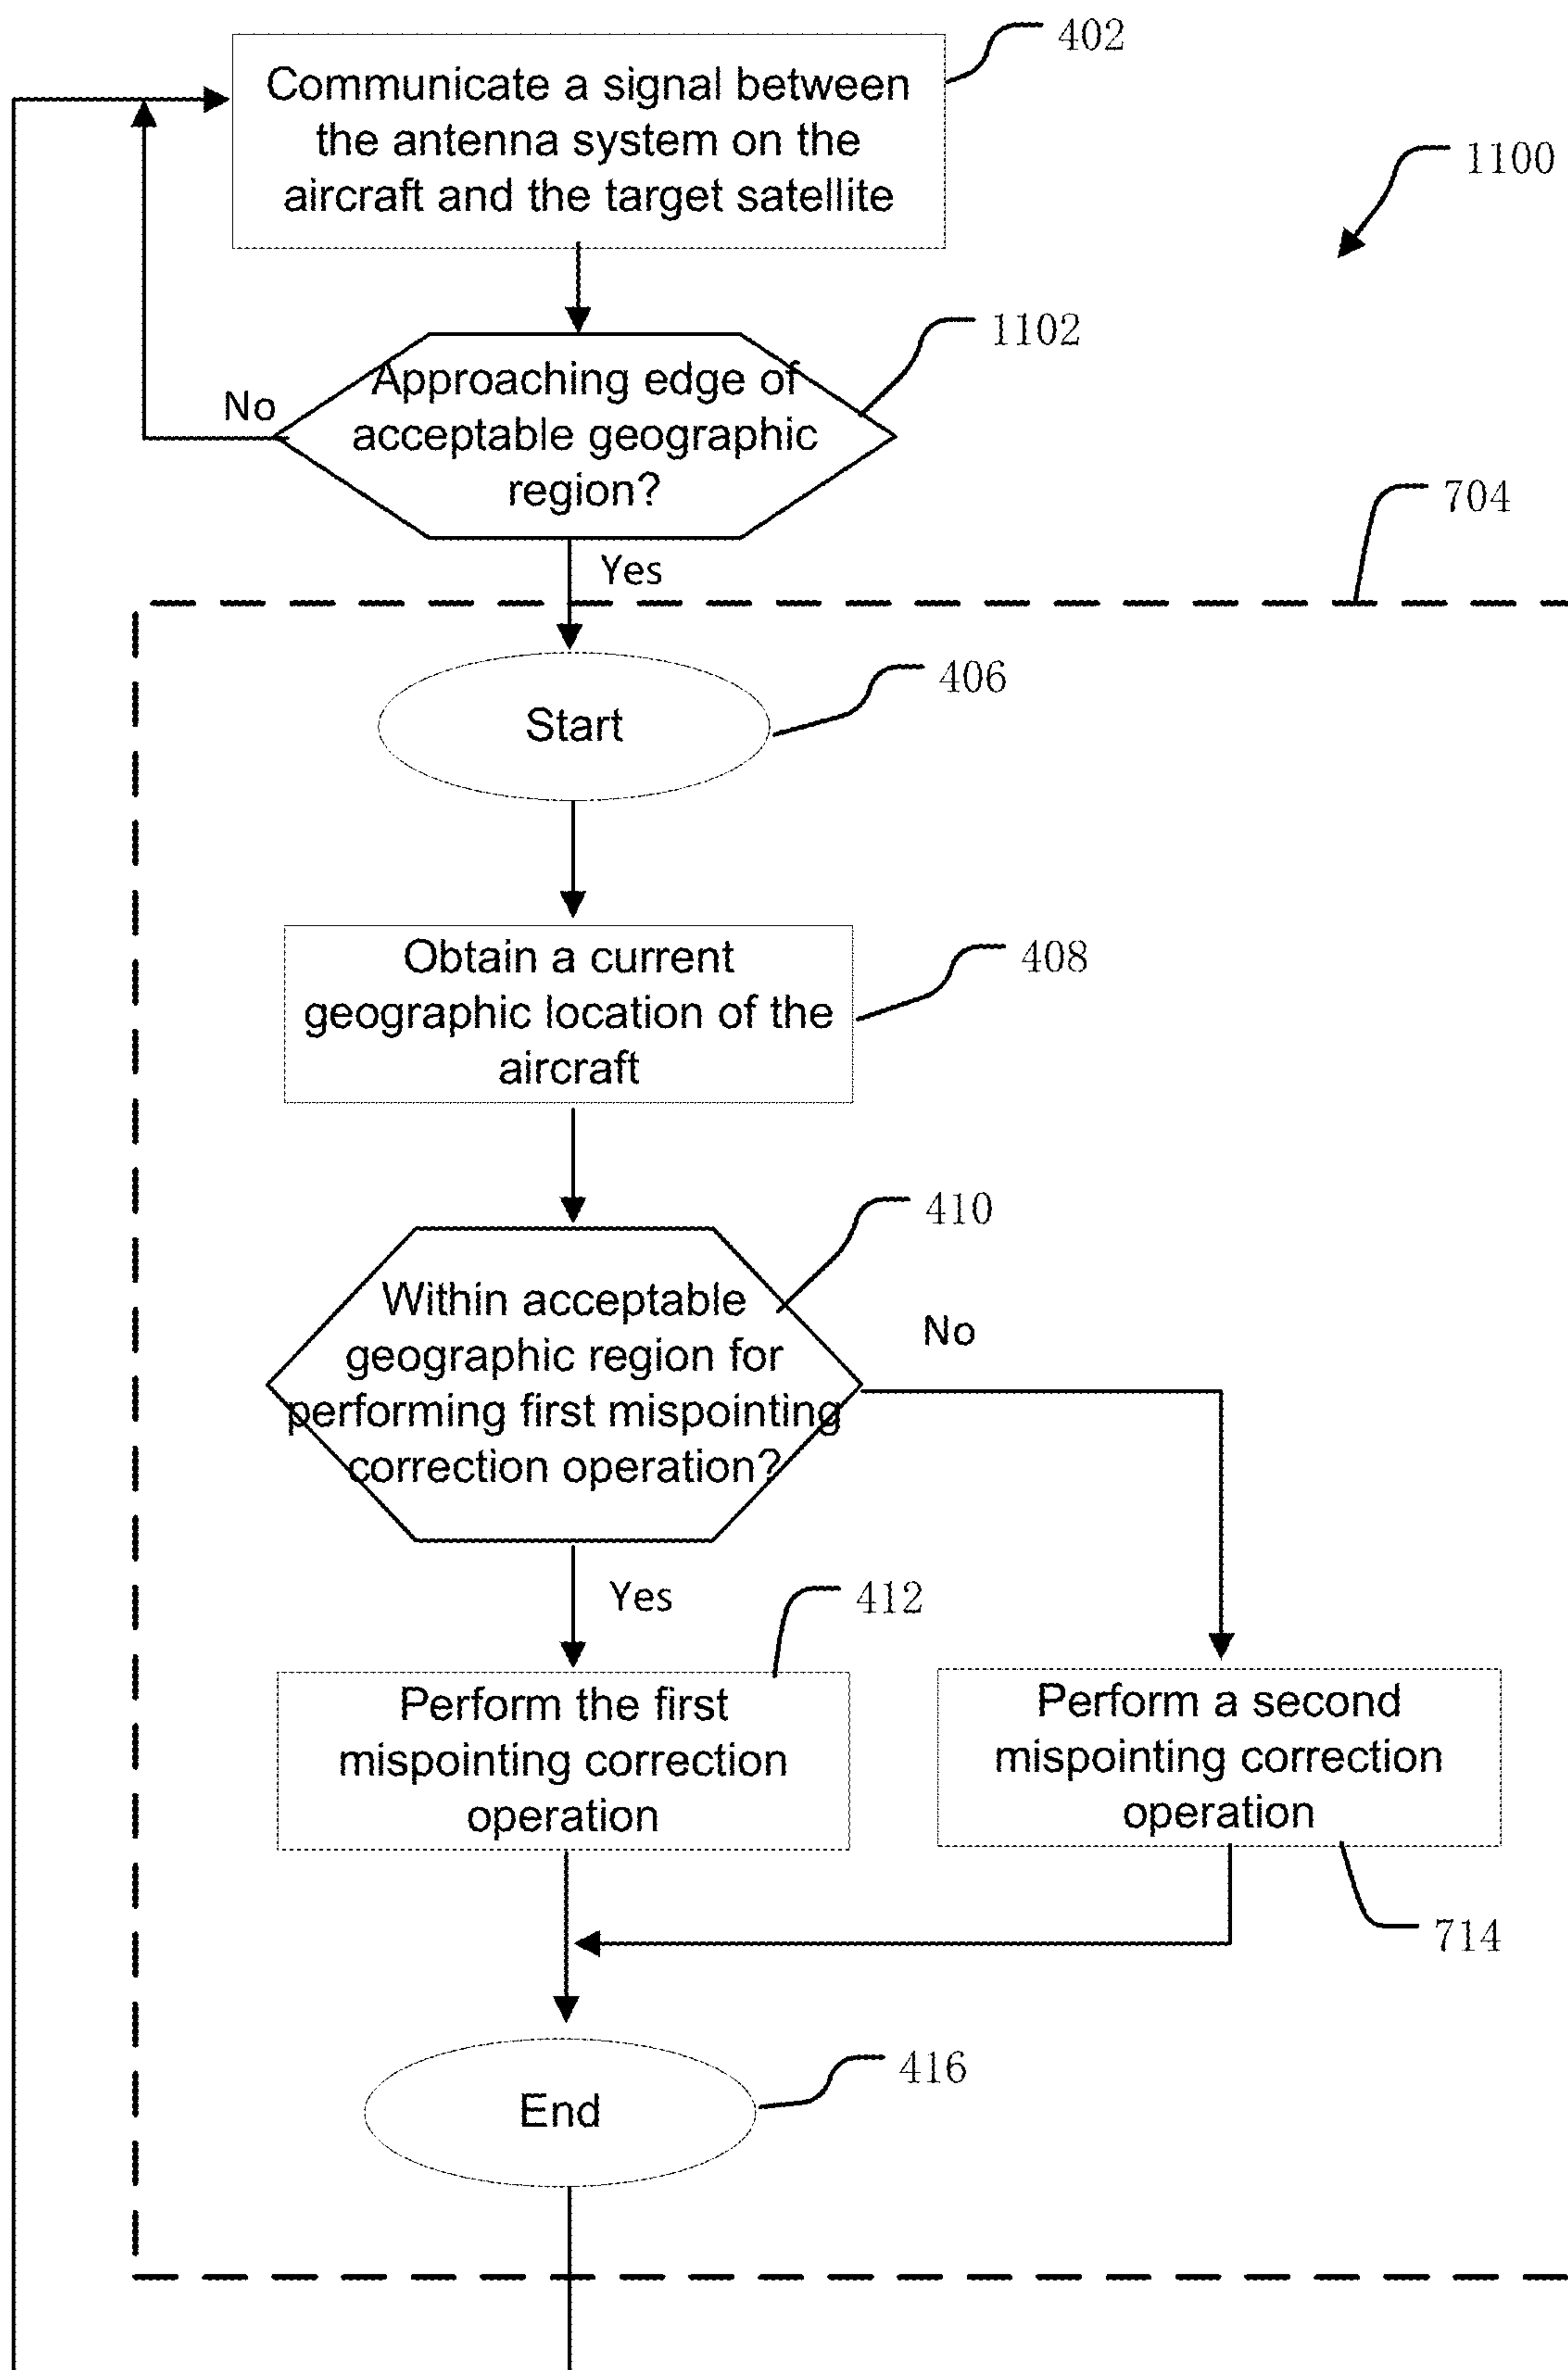 402
Communicate a signal between
the antenna system on the
aircraft and the target satellite
1100
1102
Approaching edge of
acceptable geographic
region?
No
704
Yes
406
Start
408
Obtain a current
geographic location of the
aircraft
410
Within acceptable
geographic region for
performing first mispointing
correction operation?
No
Yes
412
Perform the first
mispointing correction
operation
Perform a second
mispointing correction
operation
714
416
End